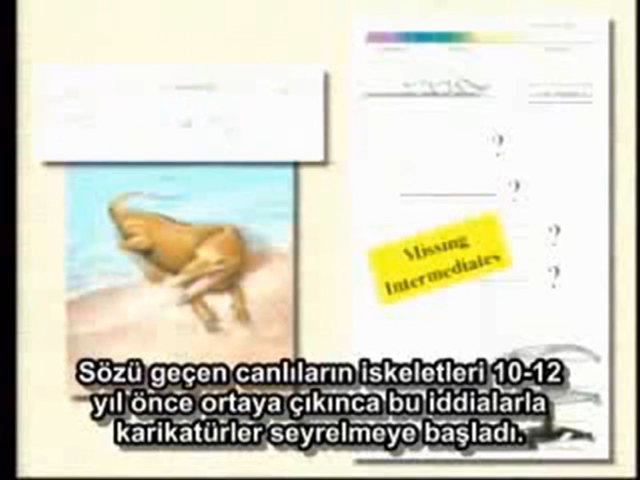 ?
?
?
?
Missing
Intermediates
Sözü geçen canlıların iskeletleri 10-12
yıl önce ortaya çıkınca bu iddialarla
karikatürler seyrelmeye başladı.